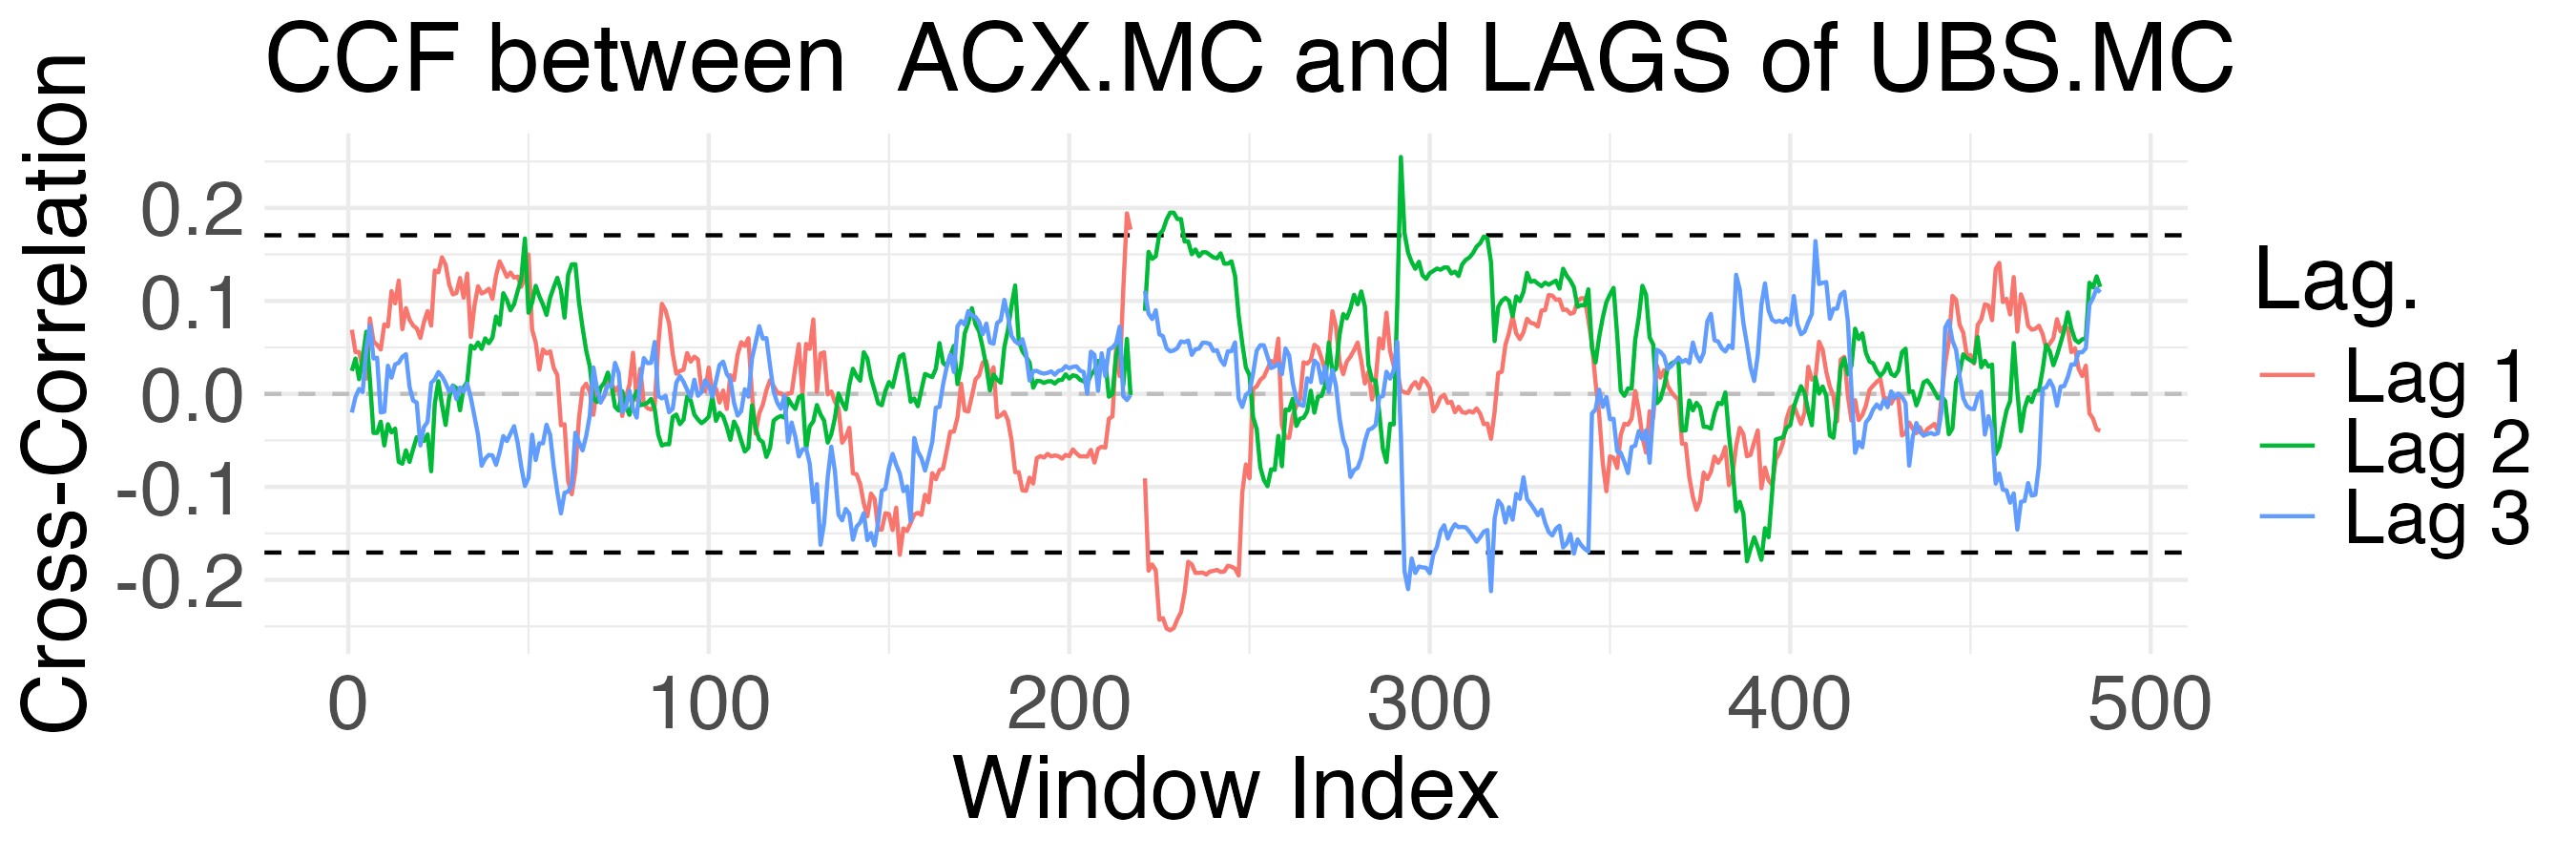 CCF between  ACX.MC and LAGS of UBS.MC
Cross-Correlation
0.2
0.1
0.0
-0.1
-0.2
0 100 200 300 400 500
Window Index
Lag.
Lag 1
Lag 2
Lag 3